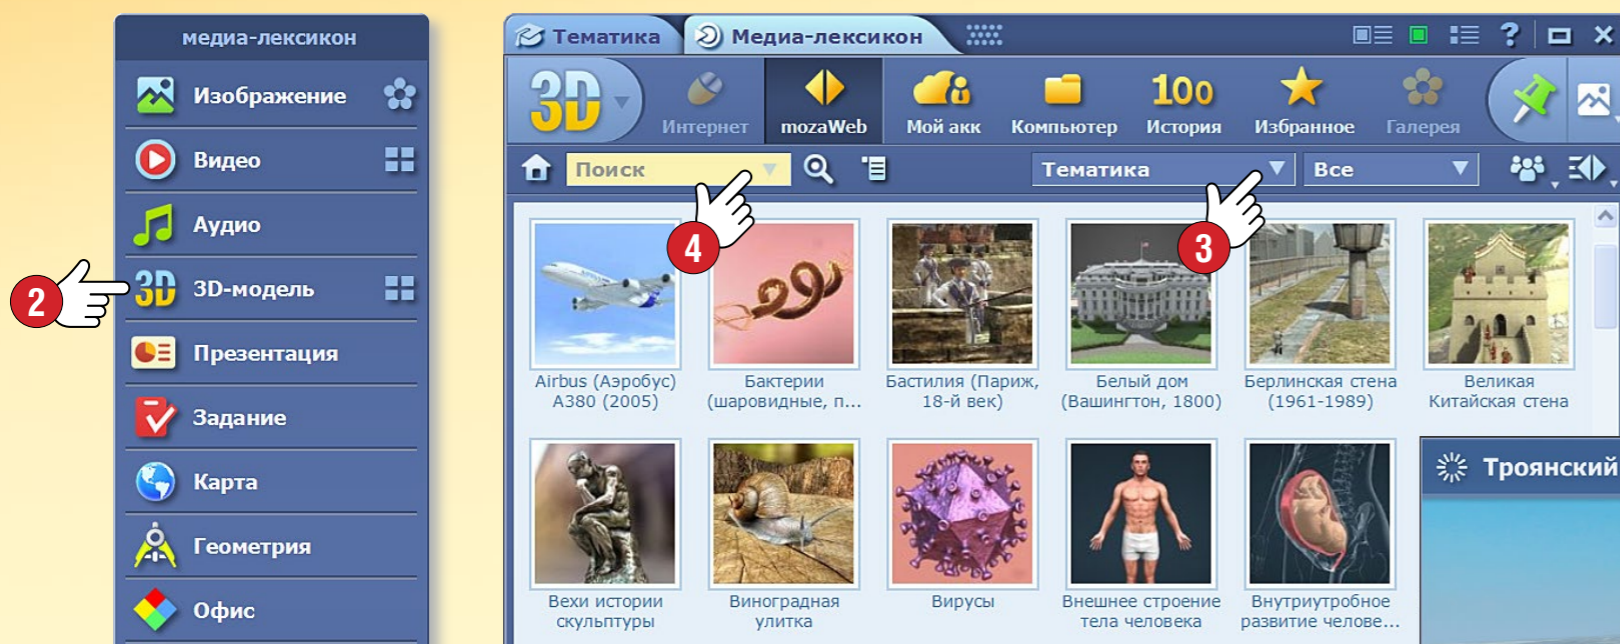 медиа-лексикон
Изображение
Видео
Аудио
2
3D
3D-модель
Презентация
Задание
Карта
Геометрия
Офис
Тематика
Медиа-лексикон
?
3D
Интернет
mozaWeb
Мой акк
Компьютер
100
История
Избранное
Галерея
Поиск
Тематика
Все
4
3
Airbus (Аэробус)
A380 (2005)
Бактерии
(шаровидные, п...
Бастилия (Париж,
18-й век)
Белый дом
(Вашингтон, 1800)
Берлинская стена
(1961-1989)
Великая
Китайская стена
Вехи истории
скульптуры
Виноградная
улитка
Вирусы
Внешнее строение
тела человека
Внутриутробное
развитие челове...
Троянский